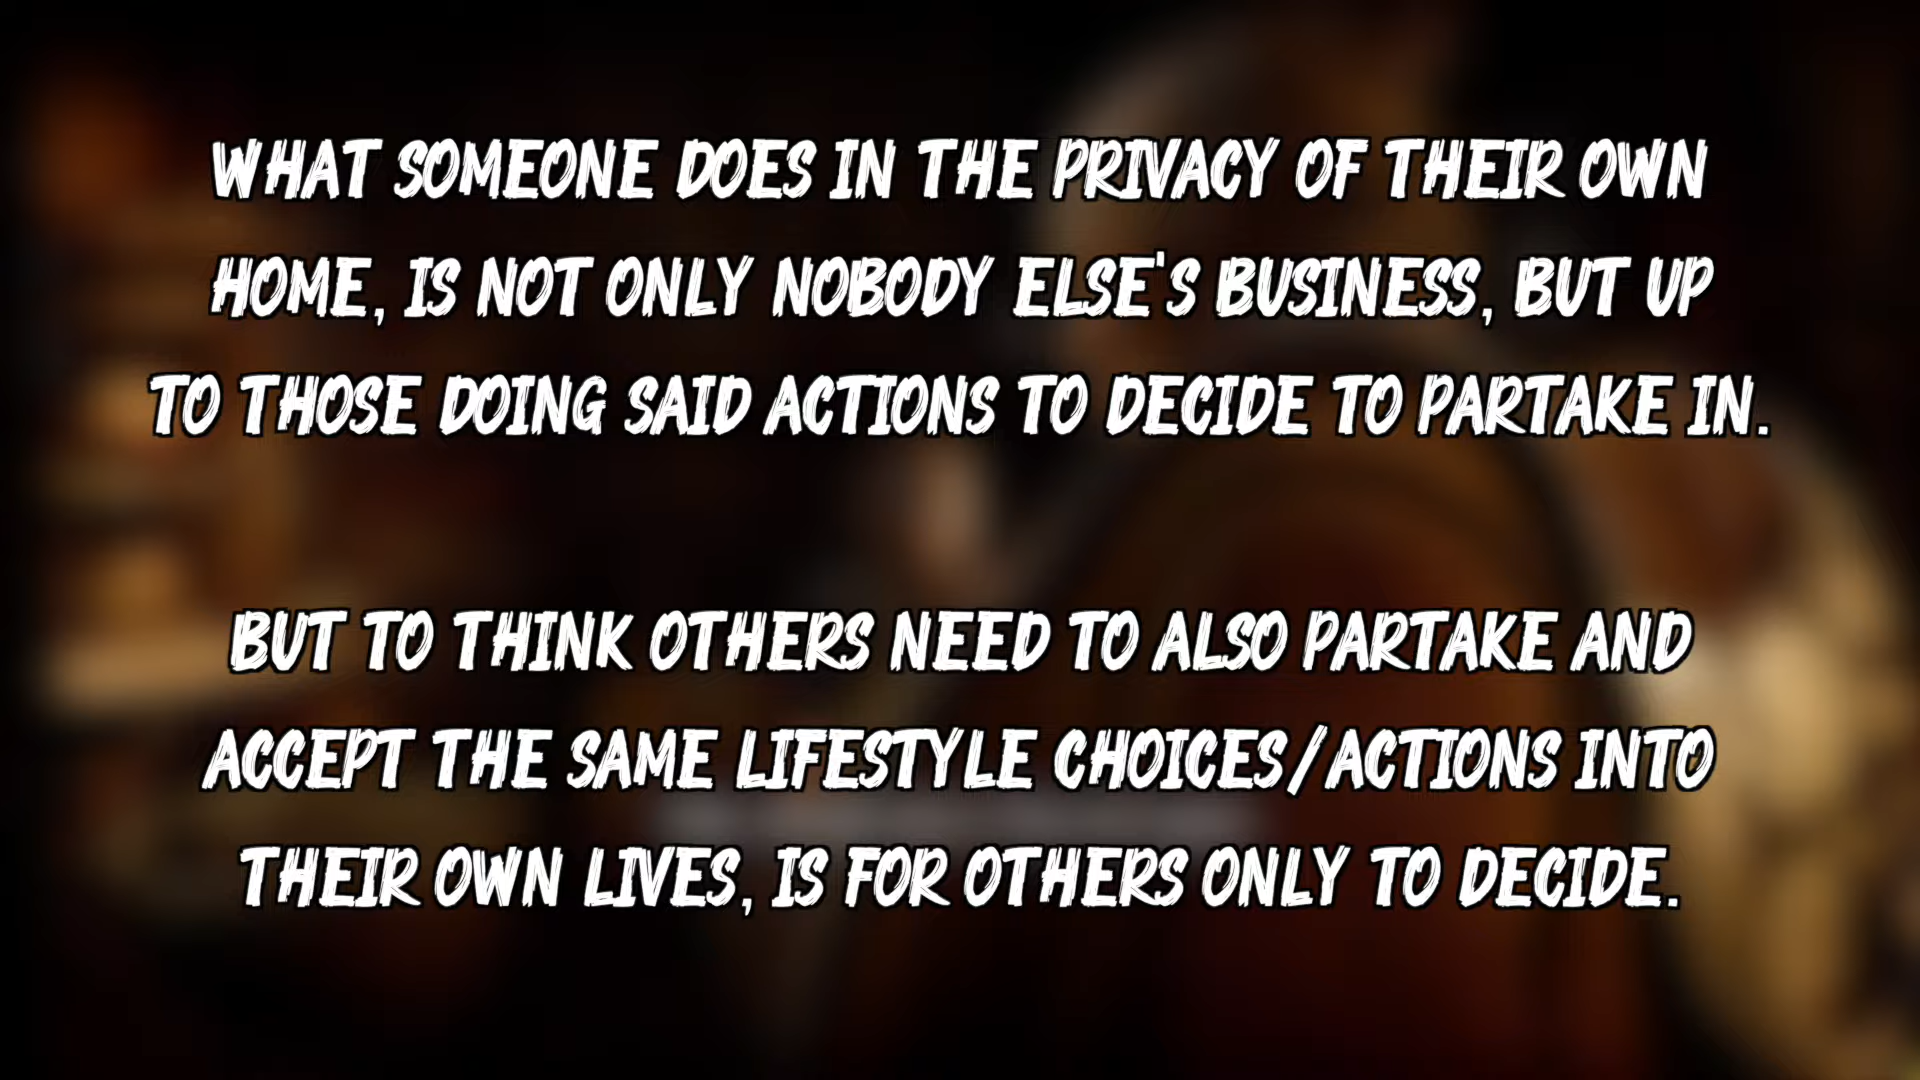 WHAT SOMEONE DOES IN THE PRIVACY OF THEIR OWN
HOME, IS NOT ONLY NOBODY ELSE'S BUSINESS, BUT UP
TO THOSE DOING SAID ACTIONS TO DECIDE TO PARTAKE IN.
BUT TO THINK OTHERS NEED TO ALSO PARTAKE AND
ACCEPT THE SAME LIFESTYLE CHOICES/ACTIONS INTO
THEIR OWN LIVES, IS FOR OTHERS ONLY TO DECIDE.